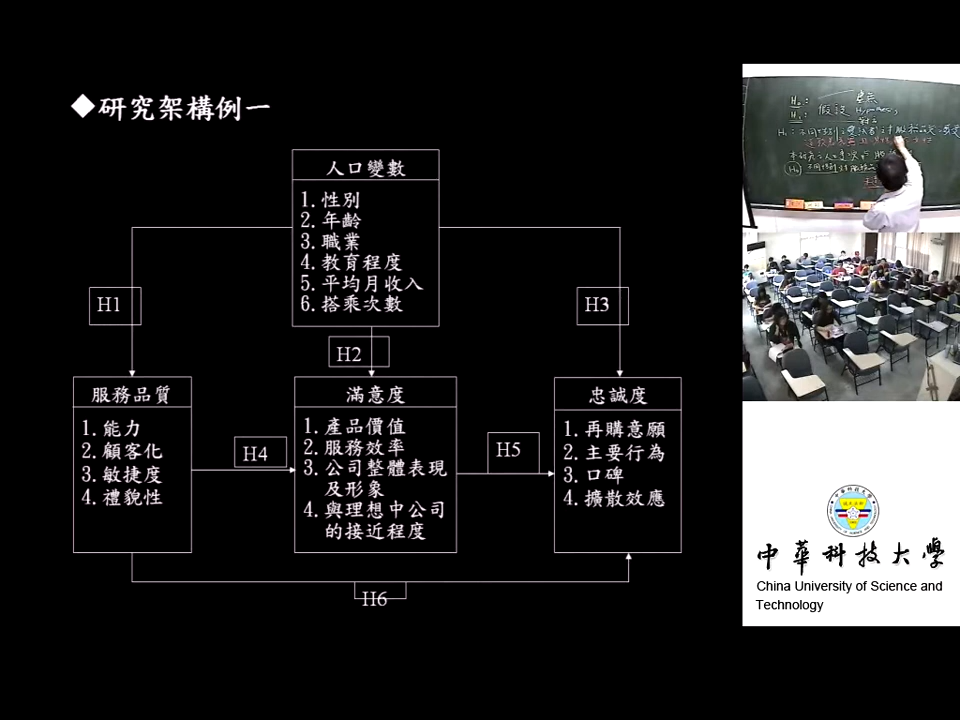 ◆研究架構例一
人口變數
1.性別
2.年齡
3.職業
4.教育程度
5.平均月收入
6.搭乘次數
H1
H3
H2
服務品質
1.能力
2.顧客化
3.敏捷度
4.禮貌性
H4
滿意度
1.產品價值
2.服務效率
3.公司整體表現
及形象
4.與理想中公司
的接近程度
H5
忠誠度
1.再購意願
2.主要行為
3.口碑
4.擴散效應
H6
假設
中華科技大學
China University of Science and
Technology